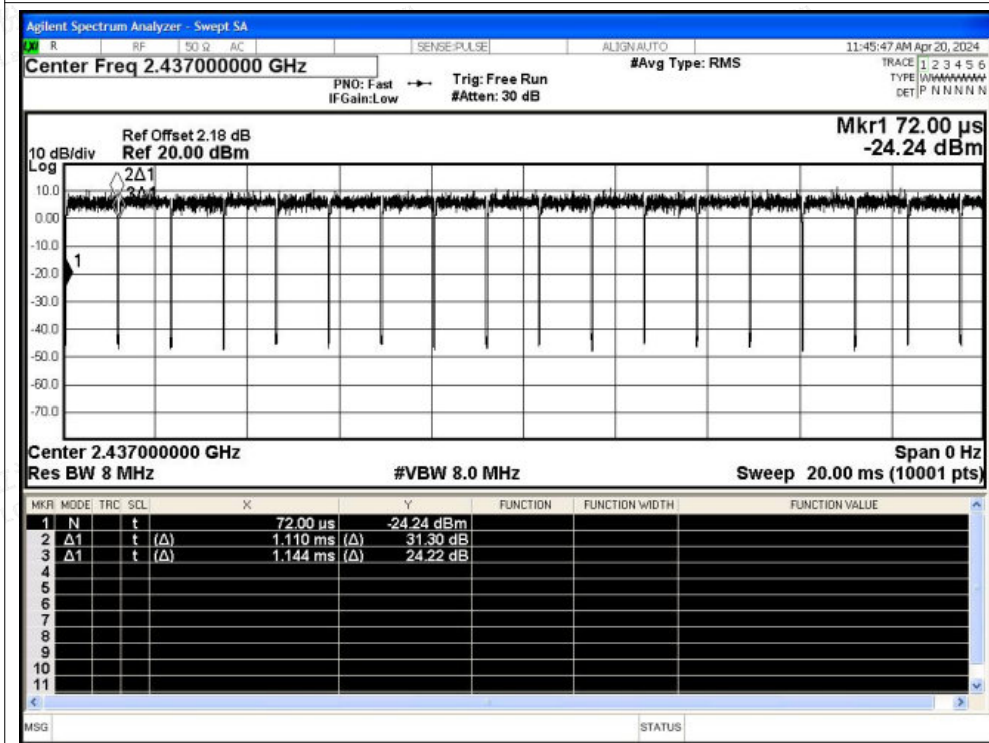 Agilent Spectrum Analyzer - Swept SA
LXI R RF 50 Ω AC SENSE:PULSE ALIGN AUTO 11:45:47 AM Apr 20, 2024
Center Freq 2.437000000 GHz #Avg Type: RMS TRACE 1 2 3 4 5 6
PNO: Fast Trig: Free Run TYPE WWWWWW
IFGain:Low #Atten: 30 dB DET P N N N N N
Mkr1 72.00 µs
-24.24 dBm
Ref Offset 2.18 dB
10 dB/div Ref 20.00 dBm
Log
2Δ1
3Δ1
10.0
0.00
-10.0
1
-20.0
-30.0
-40.0
-50.0
-60.0
-70.0
Center 2.437000000 GHz Span 0 Hz
Res BW 8 MHz #VBW 8.0 MHz Sweep 20.00 ms (10001 pts)
MKR MODE TRC SCL X Y FUNCTION FUNCTION WIDTH FUNCTION VALUE
1 N t 72.00 µs -24.24 dBm
2 Δ1 t (Δ) 1.110 ms (Δ) 31.30 dB
3 Δ1 t (Δ) 1.144 ms (Δ) 24.22 dB
4
5
6
7
8
9
10
11
MSG STATUS